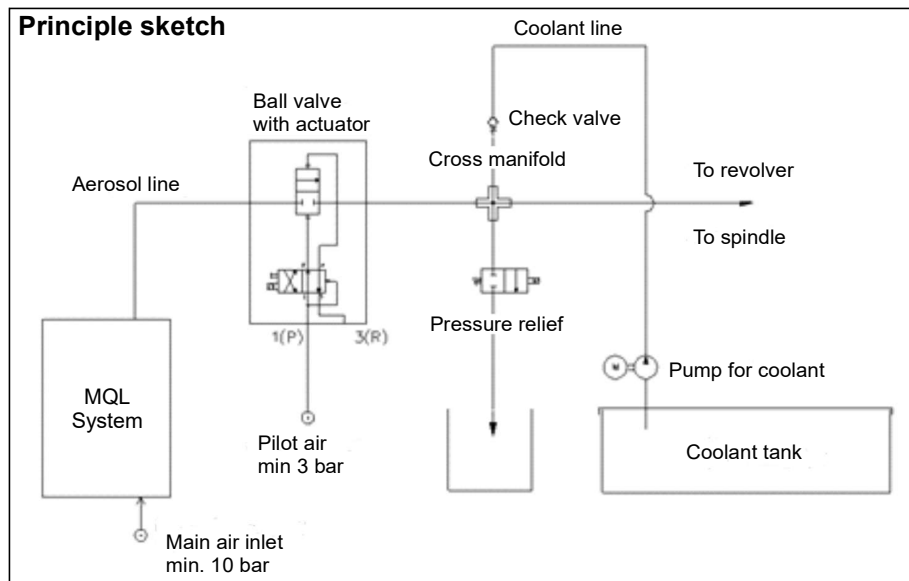 Principle sketch
Coolant line
Ball valve
with actuator
Check valve
Cross manifold
Aerosol line
To revolver
To spindle
1(P)
3(R)
Pressure relief
Pump for coolant
M
MQL
System
Pilot air
min 3 bar
Coolant tank
Main air inlet
min. 10 bar